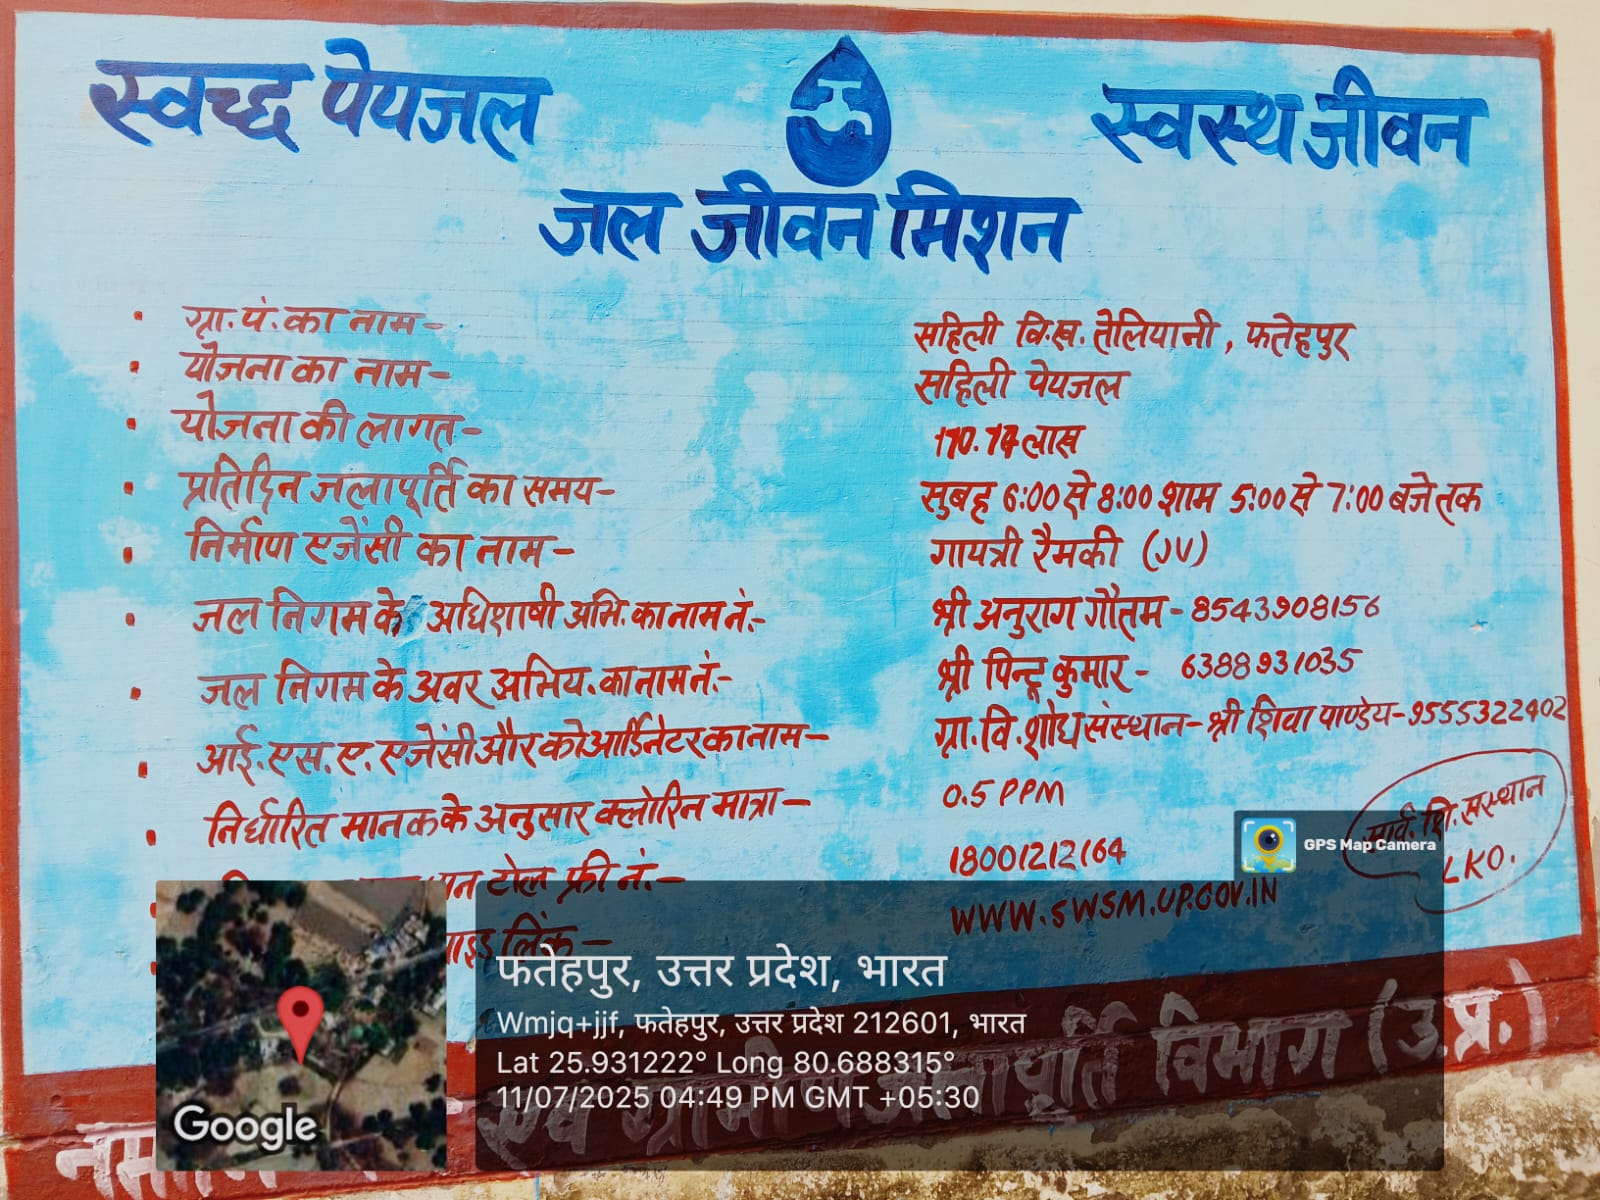 स्वच्छ पेयजल
स्वस्थ जीवन
जल जीवन मिशन
ग्रा.पं.का नाम- सहिली वि.ख. तेलियानी, फतेहपुर
योजना का नाम- सहिली पेयजल
योजना की लागत- लाख
प्रतिदिन जलापूर्ति का समय- सुबह 6:00 से 8:00 शाम 5:00 से 7:00 बजे तक
निर्माण एजेंसी का नाम- गायत्री रैमकी (JV)
जल निगम के अधिशाषी अभि. का नाम नं.- श्री अनुराग गौतम- 8543908156
जल निगम के अवर अभिय. का नाम नं.- श्री पिन्टू कुमार- 6388931035
आई.एस.ए. एजेंसी और कोआर्डिनेटर का नाम- ग्रा.वि.शोध संस्थान- श्री शिवा पाण्डेय- 9555322402
निर्धारित मानक के अनुसार क्लोरिन मात्रा- 0.5 PPM
टोल फ्री नं.- 18001212164
लिंक- WWW.SWSM.UP.GOV.IN
शि. संस्थान
LKO.
एवं ग्रामीण जलापूर्ति विभाग (उ.प्र.)
GPS Map Camera
फतेहपुर, उत्तर प्रदेश, भारत
Wmjq+jjf, फतेहपुर, उत्तर प्रदेश 212601, भारत
Lat 25.931222° Long 80.688315°
11/07/2025 04:49 PM GMT +05:30
Google